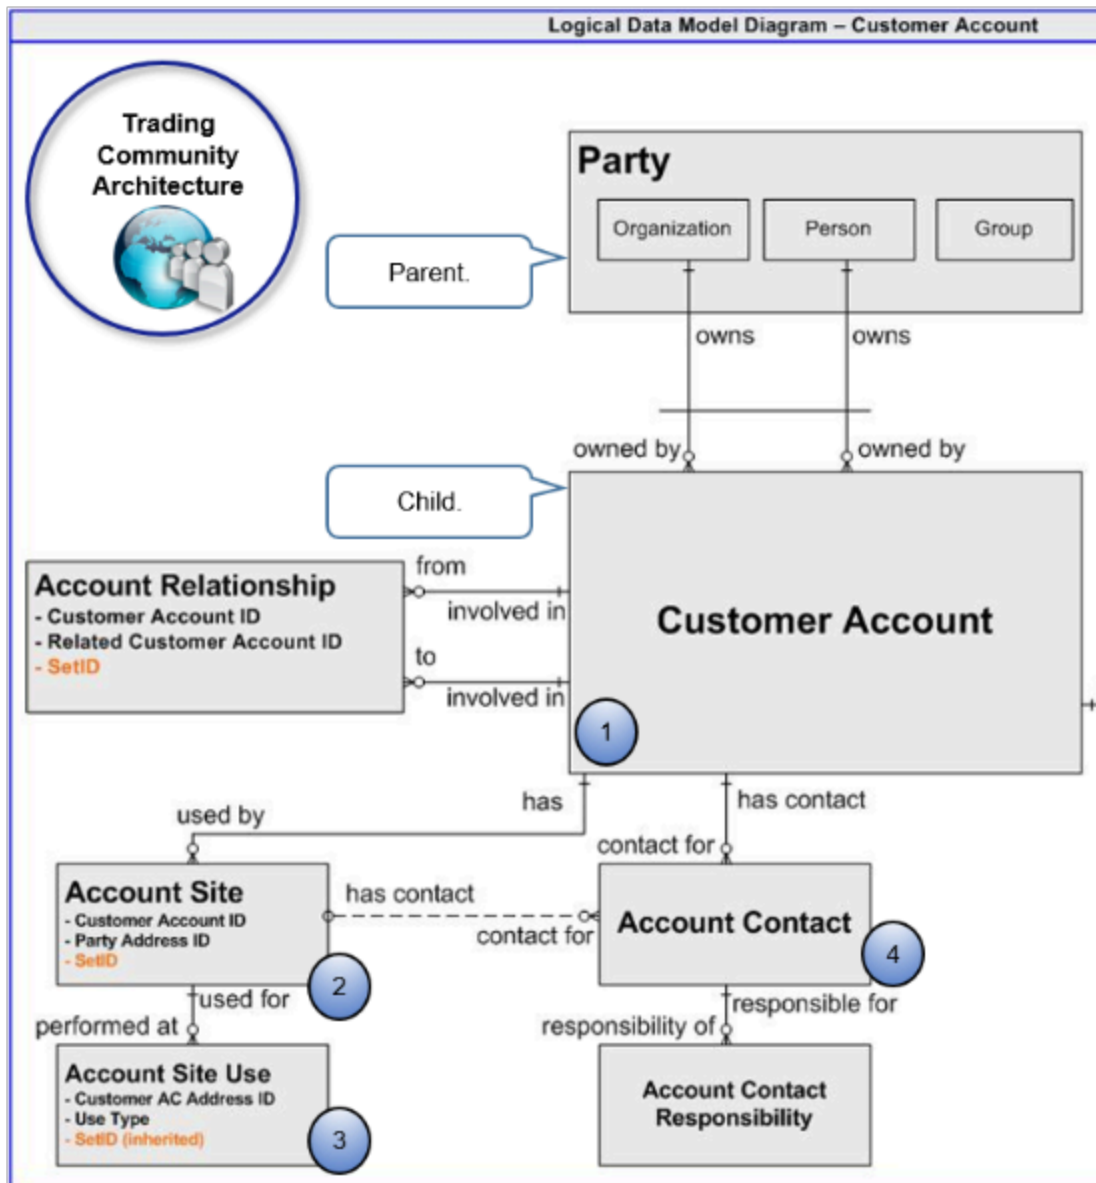 Logical Data Model Diagram – Customer Account
Trading
Community
Architecture
Party
Organization
Person
Group
Parent.
owns
owns
owned by
owned by
Child.
Customer Account
from
involved in
to
involved in
Account Relationship
- Customer Account ID
- Related Customer Account ID
- SetID
1
has
has contact
used by
contact for
Account Site
- Customer Account ID
- Party Address ID
- SetID
2
has contact
contact for
Account Contact
4
used for
performed at
responsible for
responsibility of
Account Site Use
- Customer AC Address ID
- Use Type
- SetID (inherited)
3
Account Contact
Responsibility